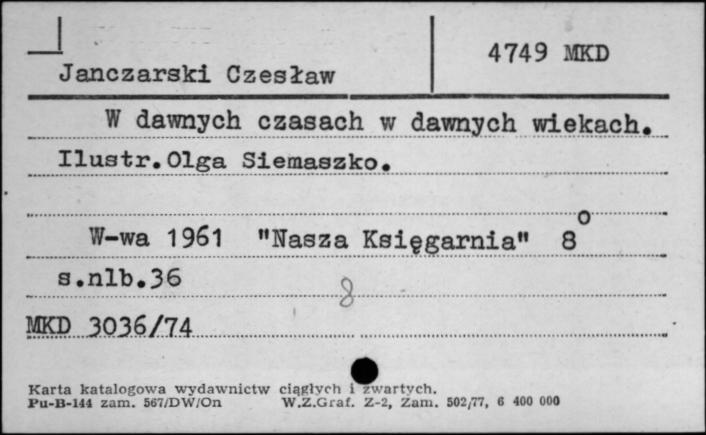 4749 MKD
Janczarski Czesław
W dawnych czasach w dawnych wiekach.
Ilustr.Olga Siemaszko.
W-wa 1961 "Nasza Księgarnia" 8º
s.nlb.36
8
MKD 3036/74
Karta katalogowa wydawnictw ciągłych i zwartych.
Pu-B-144 zam. 567/DW/On W.Z.Graf. Z-2, Zam. 502/77, 6 400 000